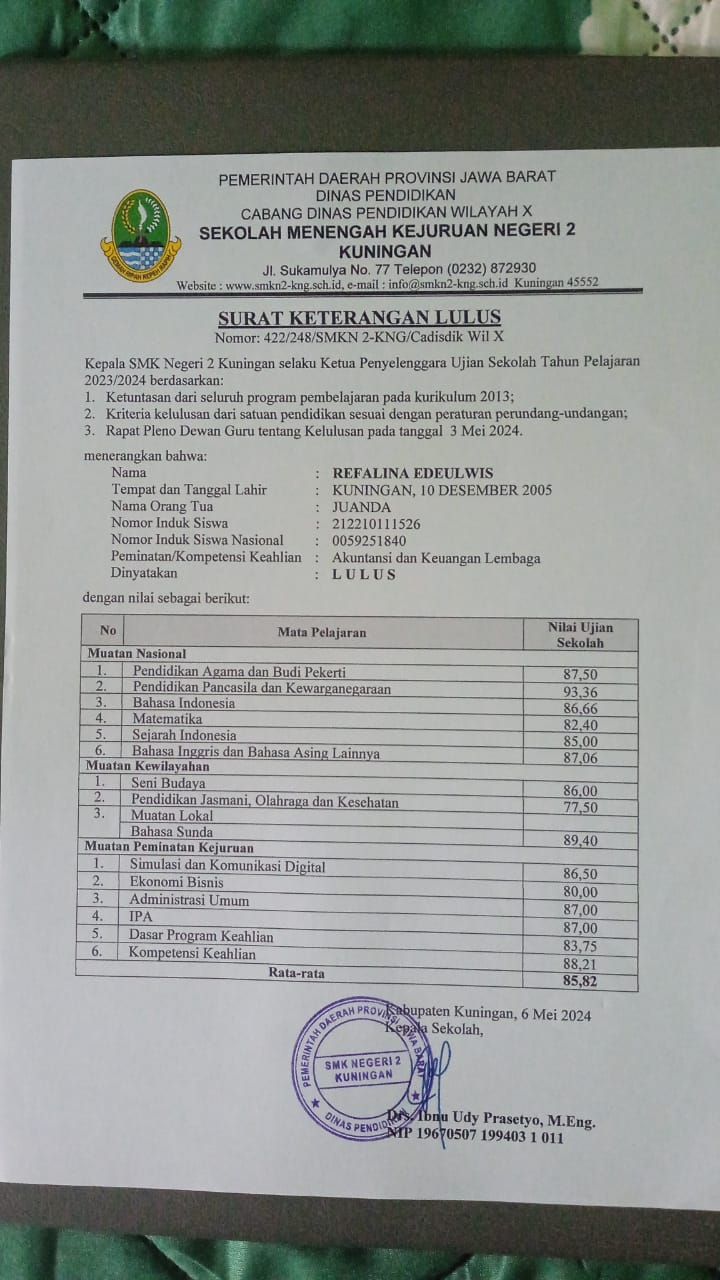 PEMERINTAH DAERAH PROVINSI JAWA BARAT
DINAS PENDIDIKAN
CABANG DINAS PENDIDIKAN WILAYAH X
SEKOLAH MENENGAH KEJURUAN NEGERI 2
KUNINGAN
Jl. Sukamulya No. 77 Telepon (0232) 872930
Website : www.smkn2-kng.sch.id, e-mail : info@smkn2-kng.sch.id Kuningan 45552
GEMAH RIPAH REPEH RAPIH
SURAT KETERANGAN LULUS
Nomor: 422/248/SMKN 2-KNG/Cadisdik Wil X
Kepala SMK Negeri 2 Kuningan selaku Ketua Penyelenggara Ujian Sekolah Tahun Pelajaran
2023/2024 berdasarkan:
1. Ketuntasan dari seluruh program pembelajaran pada kurikulum 2013;
2. Kriteria kelulusan dari satuan pendidikan sesuai dengan peraturan perundang-undangan;
3. Rapat Pleno Dewan Guru tentang Kelulusan pada tanggal 3 Mei 2024.
menerangkan bahwa:
Nama : REFALINA EDEULWIS
Tempat dan Tanggal Lahir : KUNINGAN, 10 DESEMBER 2005
Nama Orang Tua : JUANDA
Nomor Induk Siswa : 212210111526
Nomor Induk Siswa Nasional : 0059251840
Peminatan/Kompetensi Keahlian : Akuntansi dan Keuangan Lembaga
Dinyatakan : L U L U S
dengan nilai sebagai berikut:
No Mata Pelajaran Nilai Ujian
Sekolah
Muatan Nasional
1. Pendidikan Agama dan Budi Pekerti 87,50
2. Pendidikan Pancasila dan Kewarganegaraan 93,36
3. Bahasa Indonesia 86,66
4. Matematika 82,40
5. Sejarah Indonesia 85,00
6. Bahasa Inggris dan Bahasa Asing Lainnya 87,06
Muatan Kewilayahan
1. Seni Budaya 86,00
2. Pendidikan Jasmani, Olahraga dan Kesehatan 77,50
3. Muatan Lokal
Bahasa Sunda 89,40
Muatan Peminatan Kejuruan
1. Simulasi dan Komunikasi Digital 86,50
2. Ekonomi Bisnis 80,00
3. Administrasi Umum 87,00
4. IPA 87,00
5. Dasar Program Keahlian 83,75
6. Kompetensi Keahlian 88,21
Rata-rata 85,82
Kabupaten Kuningan, 6 Mei 2024
Kepala Sekolah,
PEMERINTAH DAERAH PROVINSI JAWA BARAT
SMK NEGERI 2
KUNINGAN
DINAS PENDIDIKAN
Drs. Ibnu Udy Prasetyo, M.Eng.
NIP 19670507 199403 1 011